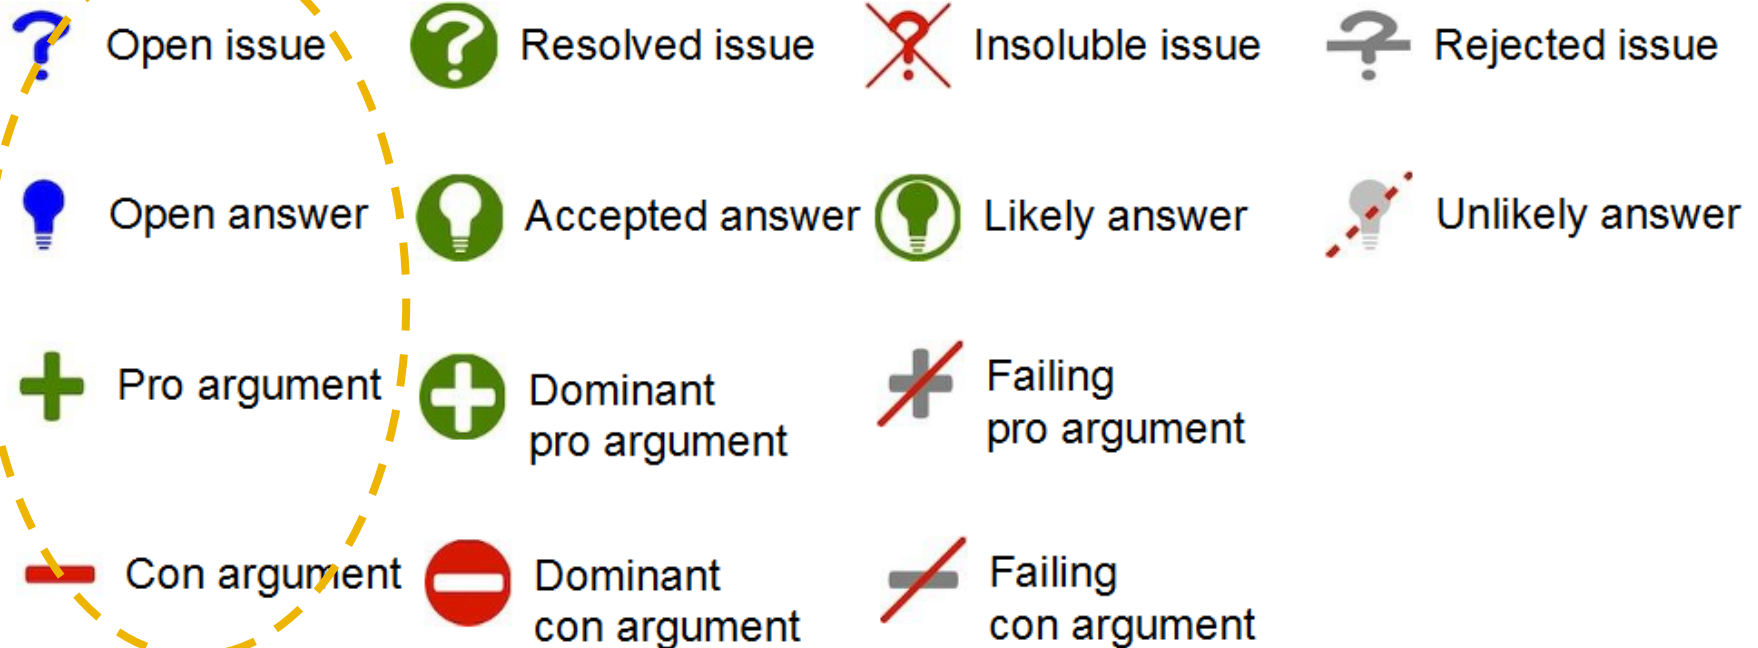 Open issue
Resolved issue
Insoluble issue
Rejected issue
Open answer
Accepted answer
Likely answer
Unlikely answer
Pro argument
Dominant
pro argument
Failing
pro argument
Con argument
Dominant
con argument
Failing
con argument